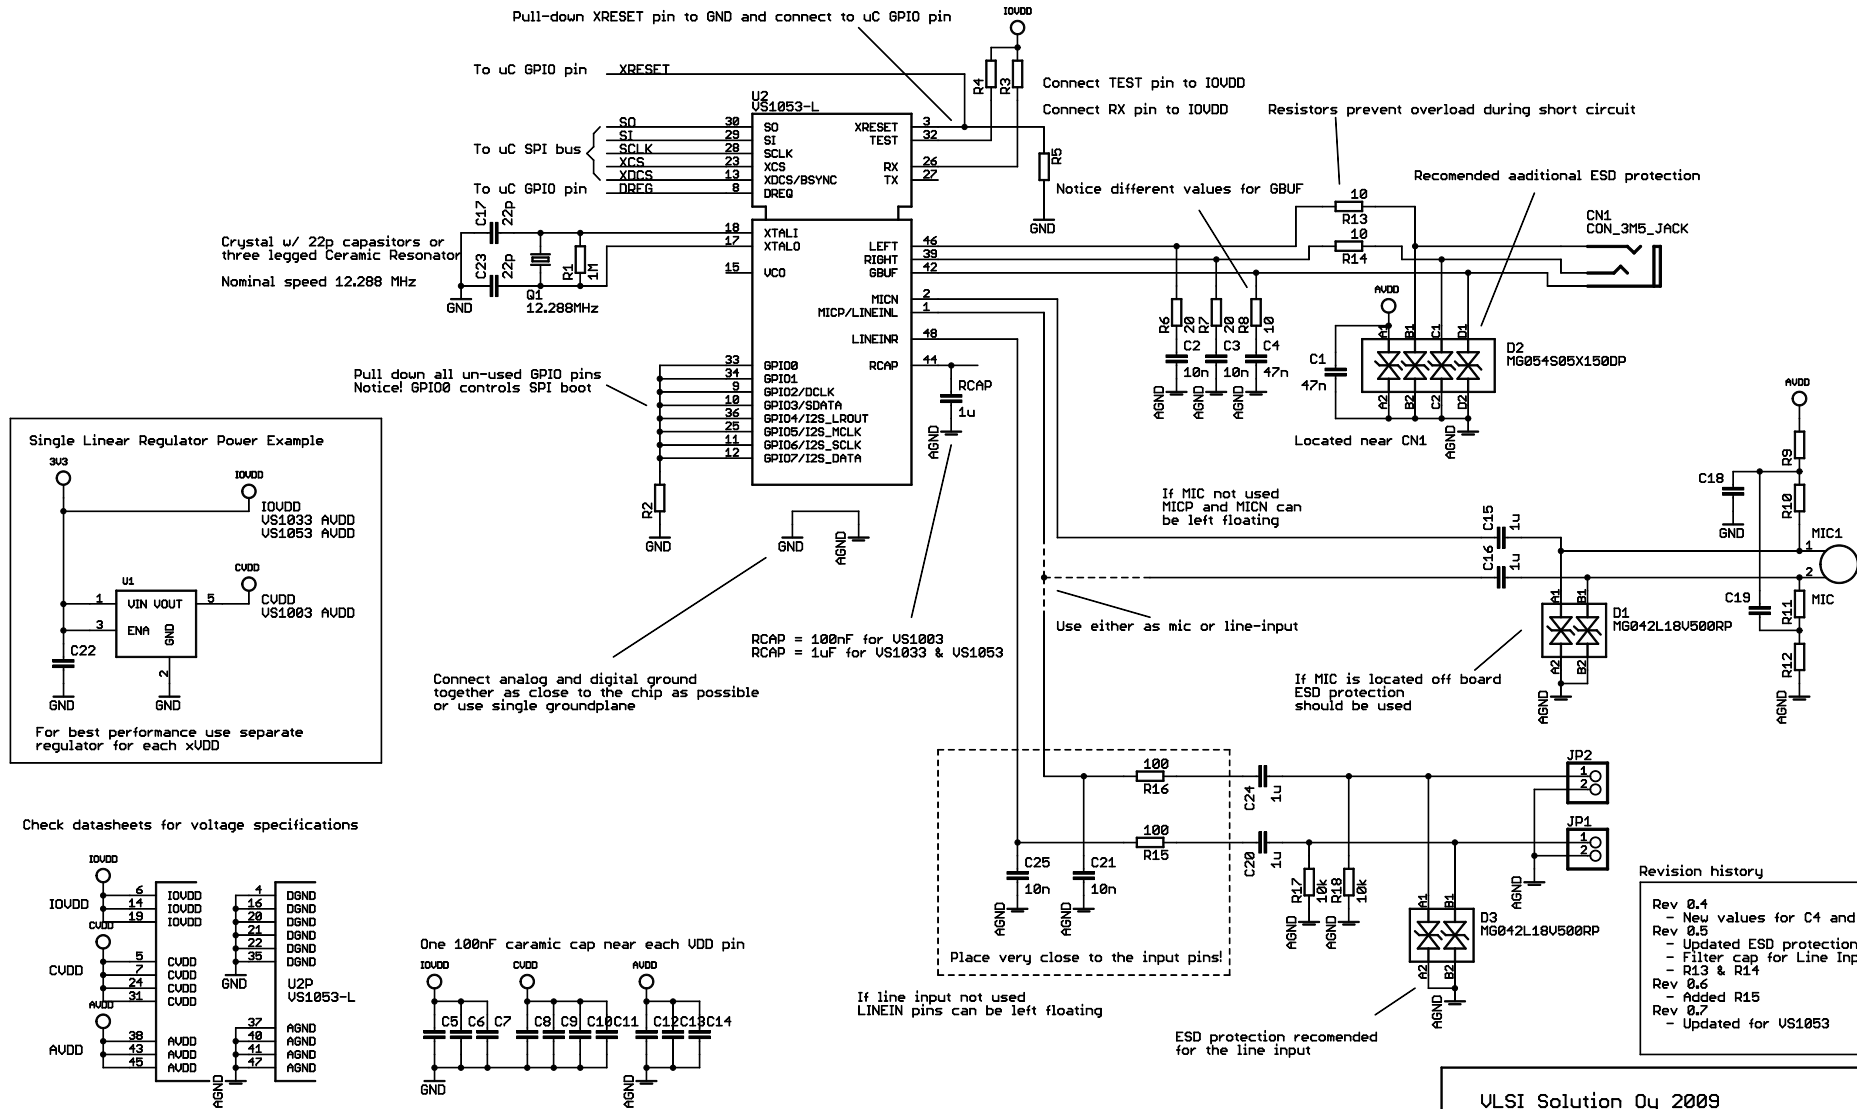 Pull-down XRESET pin to GND and connect to uC GPIO pin
IOVDD
To uC GPIO pin XRESET
R4
R3
Connect TEST pin to IOVDD
Connect RX pin to IOVDD
Resistors prevent overload during short circuit
U2
VS1053-L
To uC SPI bus
SO 30 SO
SI 29 SI
SCLK 28 SCLK
XCS 23 XCS
XDCS 13 XDCS/BSYNC
To uC GPIO pin DREG 8 DREQ
XRESET 3
TEST 32
RX 26
TX 27
R5
GND
Notice different values for GBUF
Recomended aaditional ESD protection
10
R13
10
R14
CN1
CON_3M5_JACK
Crystal w/ 22p capasitors or
three legged Ceramic Resonator
Nominal speed 12.288 MHz
C17 22p
C23 22p
GND
Q1
12.288MHz
R1 1M
18 XTALI
17 XTALO
15 VCO
LEFT 46
RIGHT 39
GBUF 42
MICN 2
MICP/LINEINL 1
LINEINR 48
RCAP 44
RCAP
1u
AGND
R6 20
R7 20
R8 10
C2 10n
C3 10n
C4 47n
AGND
AGND
AGND
AVDD
C1
47n
A1 B1 C1 D1
A2 B2 C2 D2
D2
MG054S05X150DP
Located near CN1
AGND
Pull down all un-used GPIO pins
Notice! GPIO0 controls SPI boot
33 GPIO0
34 GPIO1
9 GPIO2/DCLK
10 GPIO3/SDATA
36 GPIO4/I2S_LROUT
25 GPIO5/I2S_MCLK
11 GPIO6/I2S_SCLK
12 GPIO7/I2S_DATA
R2
GND
GND
AGND
Single Linear Regulator Power Example
3V3
IOVDD
IOVDD
VS1033 AVDD
VS1053 AVDD
U1
1 VIN VOUT 5
3 ENA GND
2
CVDD
CVDD
VS1003 AVDD
C22
GND
GND
For best performance use separate
regulator for each xVDD
RCAP = 100nF for VS1003
RCAP = 1uF for VS1033 & VS1053
Connect analog and digital ground
together as close to the chip as possible
or use single groundplane
If MIC not used
MICP and MICN can
be left floating
C15 1u
C16 1u
Use either as mic or line-input
AVDD
R9
R10
C18
GND
MIC1
1
2
MIC
C19
R11
R12
AGND
A1 B1
A2 B2
D1
MG042L18V500RP
AGND
If MIC is located off board
ESD protection
should be used
100
R16
100
R15
C25
10n
C21
10n
AGND
AGND
Place very close to the input pins!
C24 1u
C20 1u
R17 10k
R18 10k
AGND
AGND
JP2
1
2
JP1
1
2
AGND
A1 B1
A2 B2
D3
MG042L18V500RP
AGND
If line input not used
LINEIN pins can be left floating
ESD protection recomended
for the line input
Check datasheets for voltage specifications
IOVDD
IOVDD
6 IOVDD
14 IOVDD
19 IOVDD
CVDD
CVDD
5 CVDD
7 CVDD
24 CVDD
31 CVDD
AVDD
AVDD
38 AVDD
43 AVDD
45 AVDD
4 DGND
16 DGND
20 DGND
21 DGND
22 DGND
35 DGND
GND
U2P
VS1053-L
37 AGND
40 AGND
41 AGND
47 AGND
AGND
One 100nF caramic cap near each VDD pin
IOVDD
CVDD
AVDD
C5 C6 C7 C8 C9 C10 C11 C12 C13 C14
GND
AGND
Revision history
Rev 0.4
- New values for C4 and
Rev 0.5
- Updated ESD protection
- Filter cap for Line Inp
- R13 & R14
Rev 0.6
- Added R15
Rev 0.7
- Updated for VS1053
VLSI Solution Oy 2009